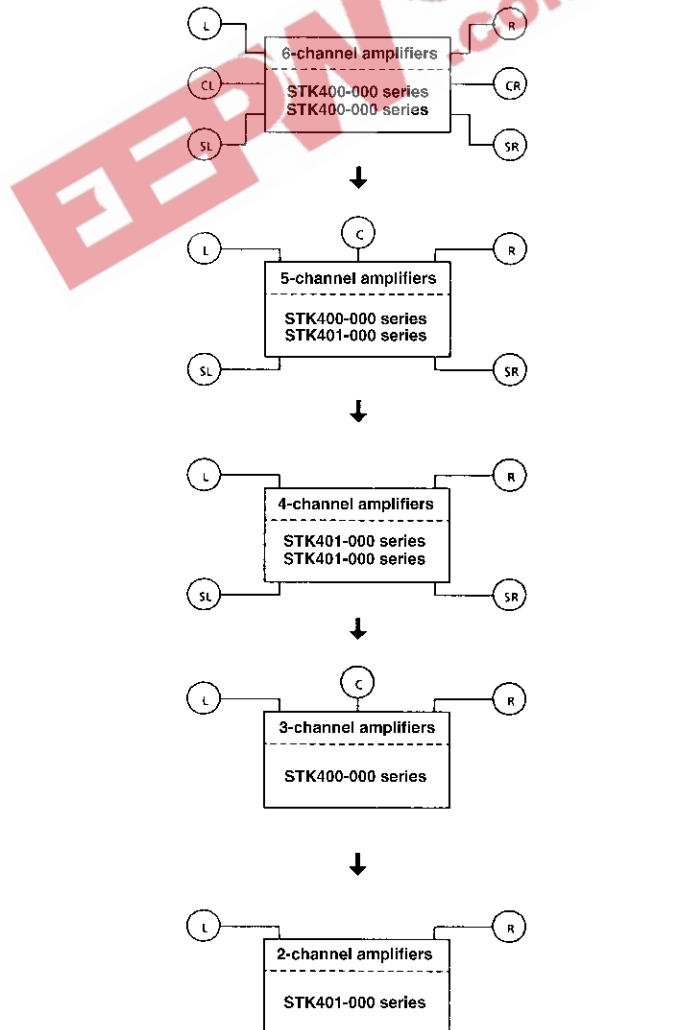 L
R
6-channel amplifiers
CL
CR
STK400-000 series
STK400-000 series
SL
SR
EEPW.com
C
L
R
5-channel amplifiers
STK400-000 series
STK401-000 series
SL
SR
L
R
4-channel amplifiers
STK401-000 series
STK401-000 series
SL
SR
C
L
R
3-channel amplifiers
STK400-000 series
L
R
2-channel amplifiers
STK401-000 series